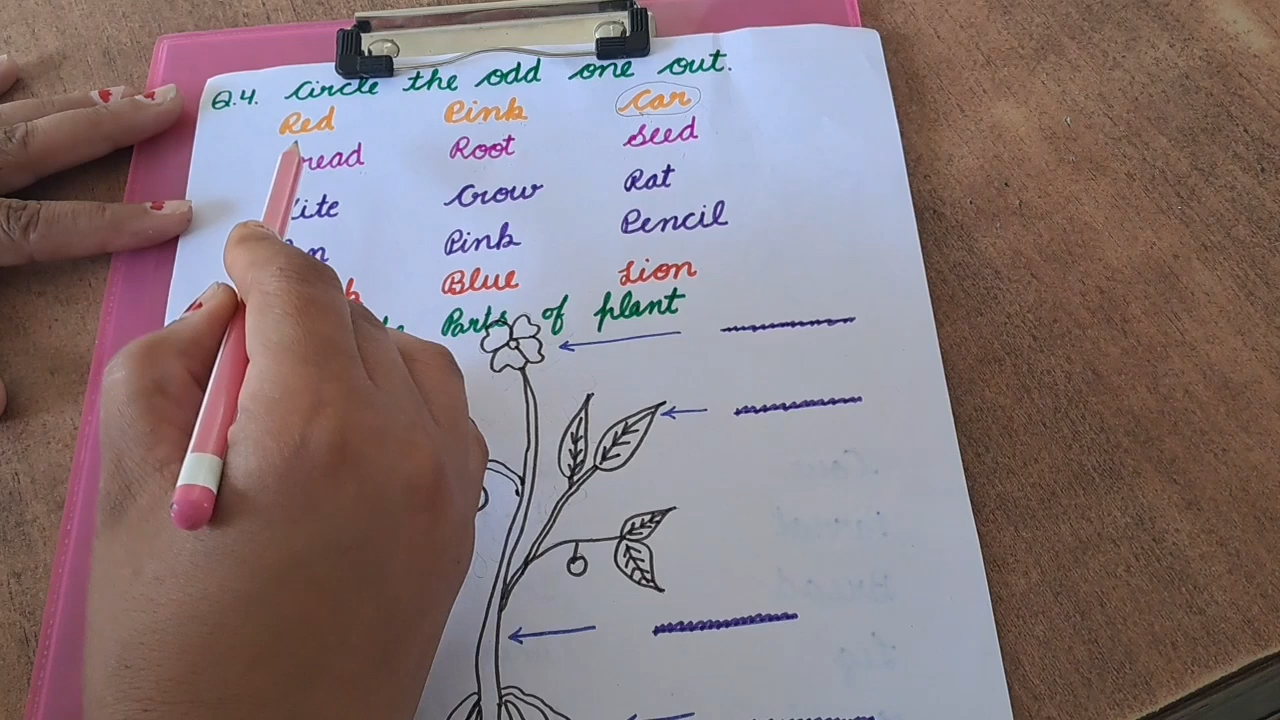 Q.4. Circle the odd one out.
Red Pink Car
read Root Seed
ite Crow Rat
Pink Pencil
Blue Lion
Parts of plant